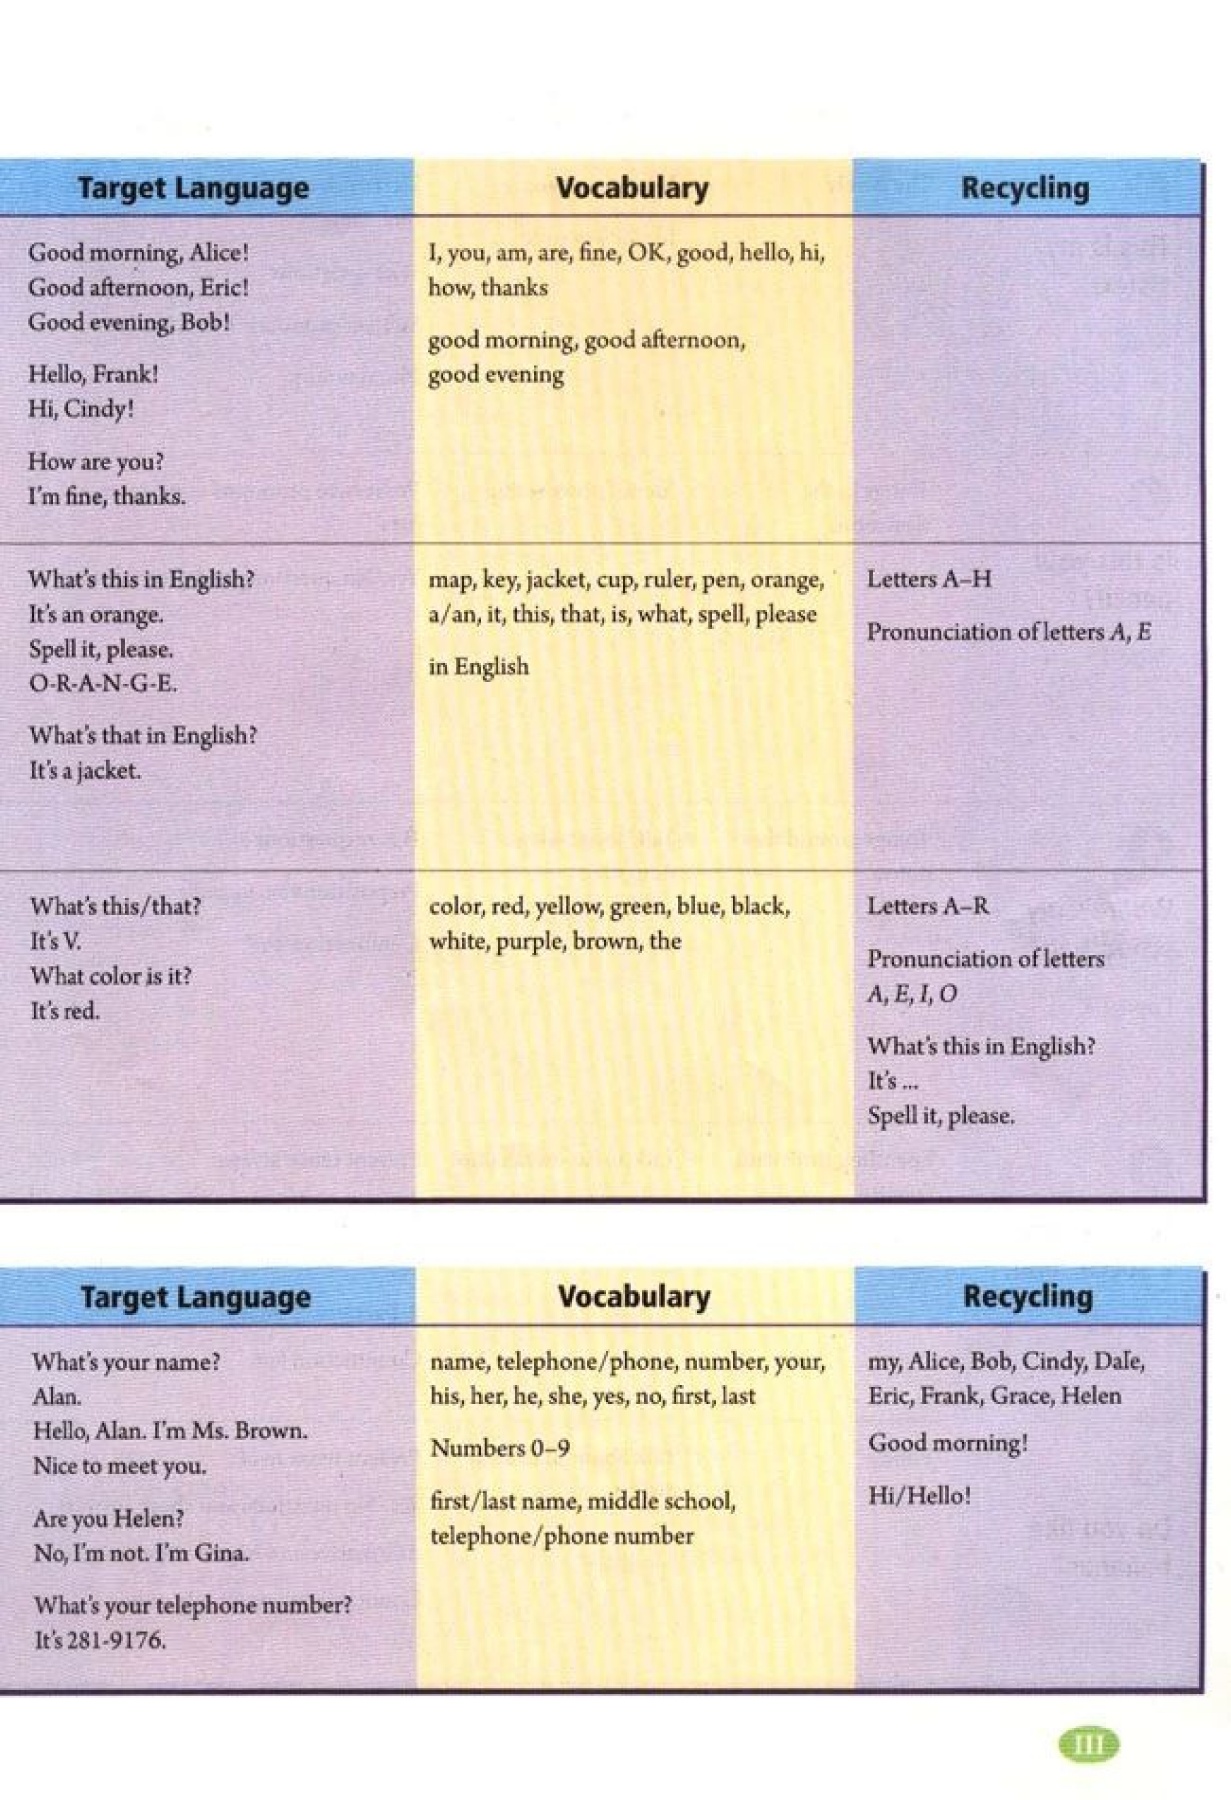 Target Language
Vocabulary
Recycling
Good morning, Alice!
Good afternoon, Eric!
Good evening, Bob!
Hello, Frank!
Hi, Cindy!
How are you?
I'm fine, thanks.
I, you, am, are, fine, OK, good, hello, hi,
how, thanks
good morning, good afternoon,
good evening
What's this in English?
It's an orange.
Spell it, please.
O-R-A-N-G-E.
What's that in English?
It's a jacket.
map, key, jacket, cup, ruler, pen, orange,
a/an, it, this, that, is, what, spell, please
in English
Letters A–H
Pronunciation of letters A, E
What's this/that?
It's V.
What color is it?
It's red.
color, red, yellow, green, blue, black,
white, purple, brown, the
Letters A–R
Pronunciation of letters
A, E, I, O
What's this in English?
It's ...
Spell it, please.
Target Language
Vocabulary
Recycling
What's your name?
Alan.
Hello, Alan. I'm Ms. Brown.
Nice to meet you.
Are you Helen?
No, I'm not. I'm Gina.
What's your telephone number?
It's 281-9176.
name, telephone/phone, number, your,
his, her, he, she, yes, no, first, last
Numbers 0–9
first/last name, middle school,
telephone/phone number
my, Alice, Bob, Cindy, Dale,
Eric, Frank, Grace, Helen
Good morning!
Hi/Hello!
III